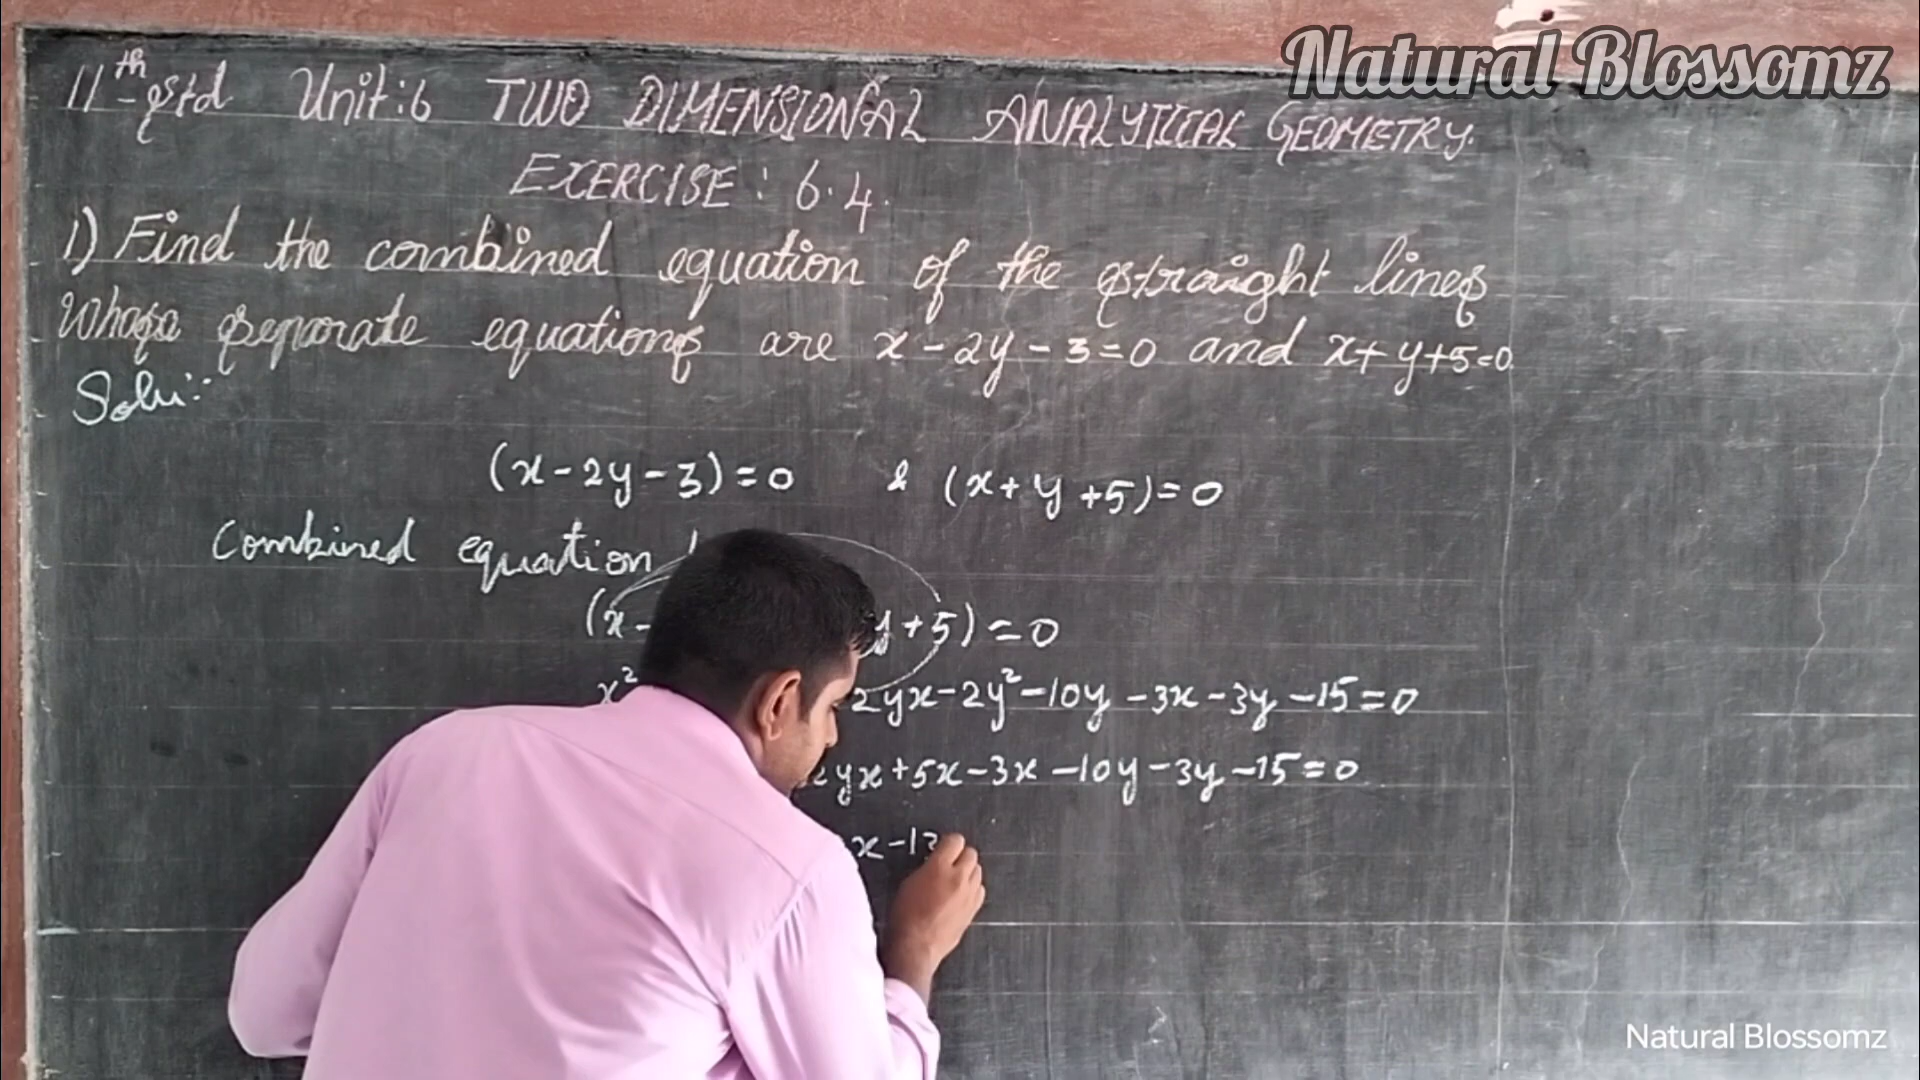 Natural Blossomz
11th std Unit:6 TWO DIMENSIONAL ANALYTICAL GEOMETRY.
EXERCISE: 6.4.
1) Find the combined equation of the straight lines
Whose separate equations are x-2y-3=0 and x+y+5=0.
Solu:
(x-2y-3)=0 & (x+y+5)=0
Combined equation
(x- y+5)=0
x² 2yx-2y²-10y-3x-3y-15=0
2yx+5x-3x-10y-3y-15=0
x-13
Natural Blossomz